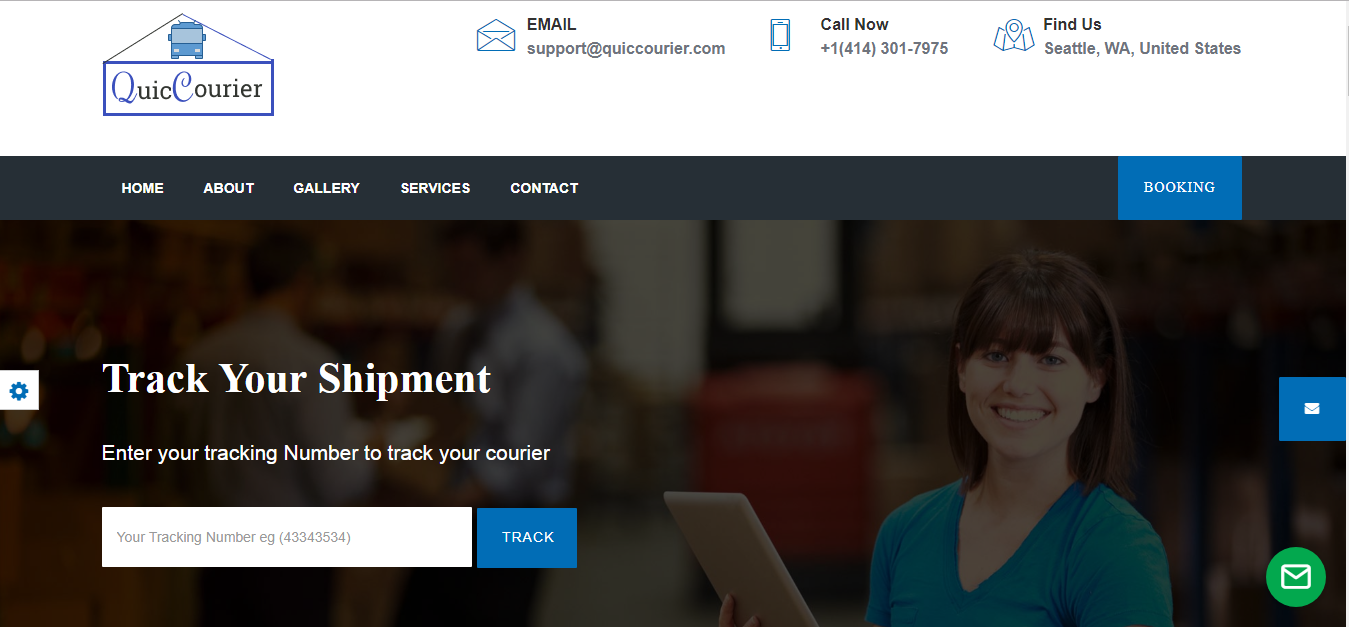 QuicCourier
EMAIL
support@quiccourier.com
Call Now
+1(414) 301-7975
Find Us
Seattle, WA, United States
HOME ABOUT GALLERY SERVICES CONTACT BOOKING
Track Your Shipment
Enter your tracking Number to track your courier
Your Tracking Number eg (43343534) TRACK